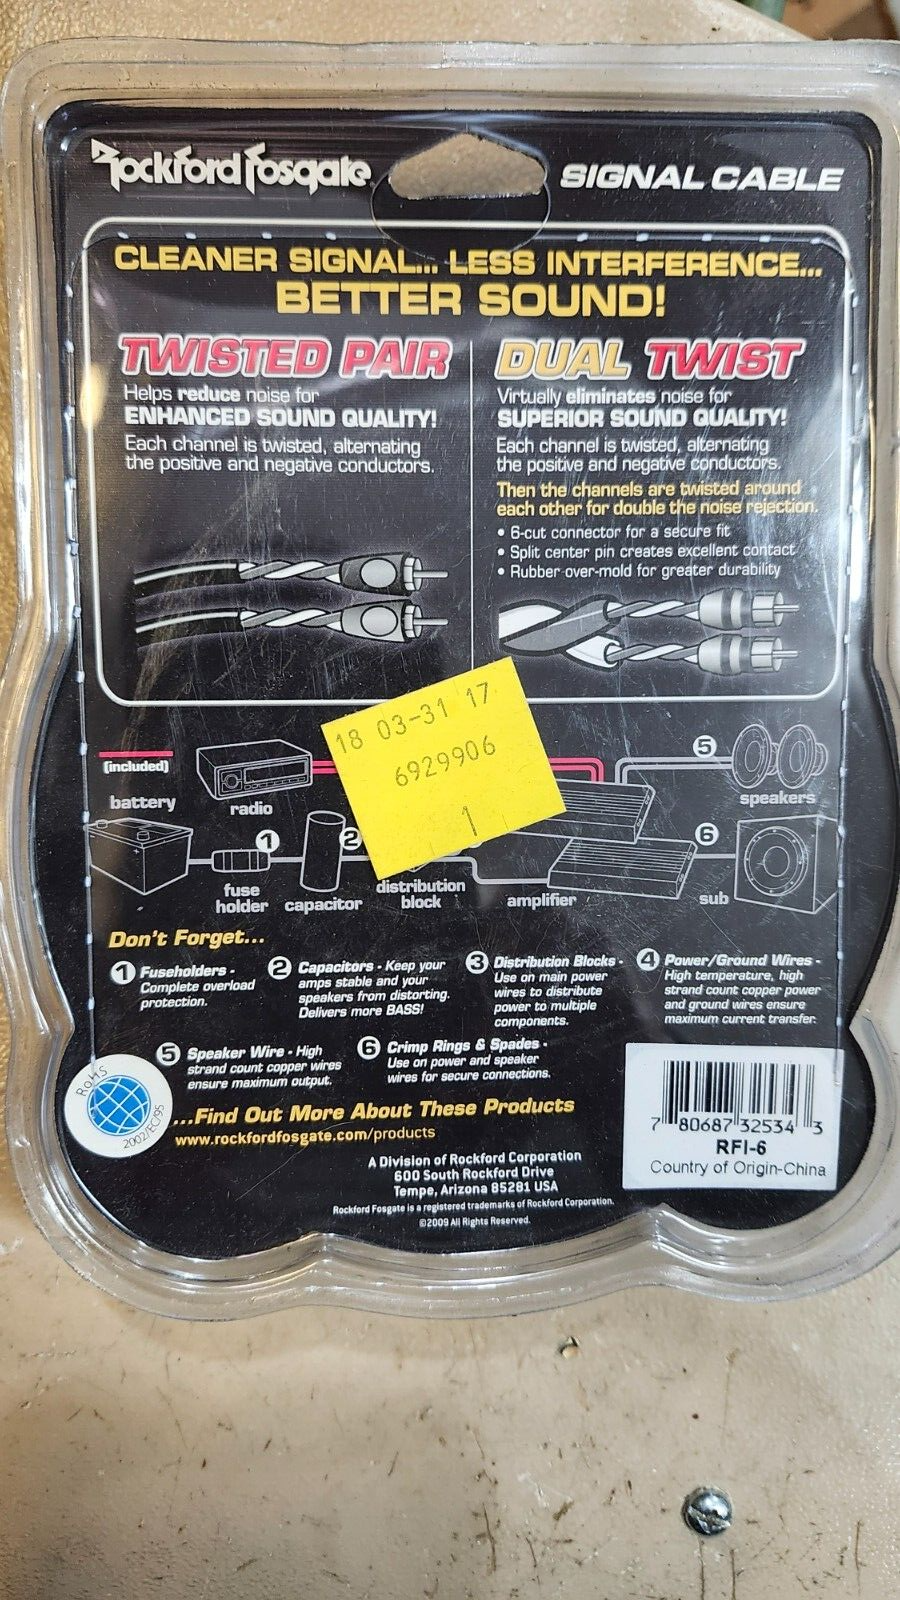 Rockford Fosgate
SIGNAL CABLE
CLEANER SIGNAL... LESS INTERFERENCE...
BETTER SOUND!
TWISTED PAIR
Helps reduce noise for
ENHANCED SOUND QUALITY!
Each channel is twisted, alternating
the positive and negative conductors.
DUAL TWIST
Virtually eliminates noise for
SUPERIOR SOUND QUALITY!
Each channel is twisted, alternating
the positive and negative conductors.
Then the channels are twisted around
each other for double the noise rejection.
• 6-cut connector for a secure fit
• Split center pin creates excellent contact
• Rubber over-mold for greater durability
18 03-31 17
6929906
1
(included)
battery
radio
5
speakers
1
2
6
fuse
holder
capacitor
distribution
block
amplifier
sub
Don't Forget...
1 Fuseholders -
Complete overload
protection.
2 Capacitors - Keep your
amps stable and your
speakers from distorting.
Delivers more BASS!
3 Distribution Blocks -
Use on main power
wires to distribute
power to multiple
components.
4 Power/Ground Wires -
High temperature, high
strand count copper power
and ground wires ensure
maximum current transfer.
5 Speaker Wire - High
strand count copper wires
ensure maximum output.
6 Crimp Rings & Spades -
Use on power and speaker
wires for secure connections.
RoHS
2002/EC/95
...Find Out More About These Products
www.rockfordfosgate.com/products
A Division of Rockford Corporation
600 South Rockford Drive
Tempe, Arizona 85281 USA
Rockford Fosgate is a registered trademarks of Rockford Corporation.
©2009 All Rights Reserved.
7 80687 32534 3
RFI-6
Country of Origin-China